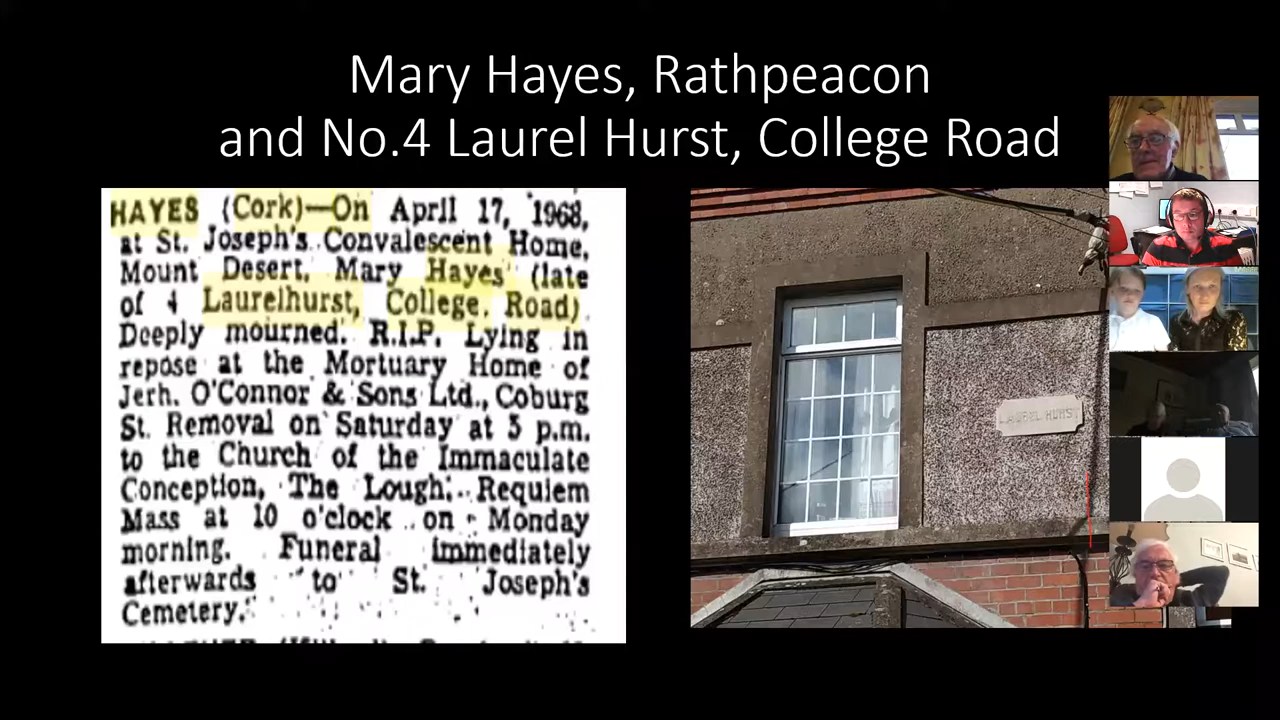 Mary Hayes, Rathpeacon
and No.4 Laurel Hurst, College Road
HAYES (Cork)—On April 17, 1968,
at St. Joseph's Convalescent Home,
Mount Desert, Mary Hayes (late
of 4 Laurelhurst, College Road).
Deeply mourned. R.I.P. Lying in
repose at the Mortuary Home of
Jerh. O'Connor & Sons Ltd., Coburg
St. Removal on Saturday at 5 p.m.
to the Church of the Immaculate
Conception, The Lough. Requiem
Mass at 10 o'clock on Monday
morning. Funeral immediately
afterwards to St. Joseph's
Cemetery.
LAUREL HURST